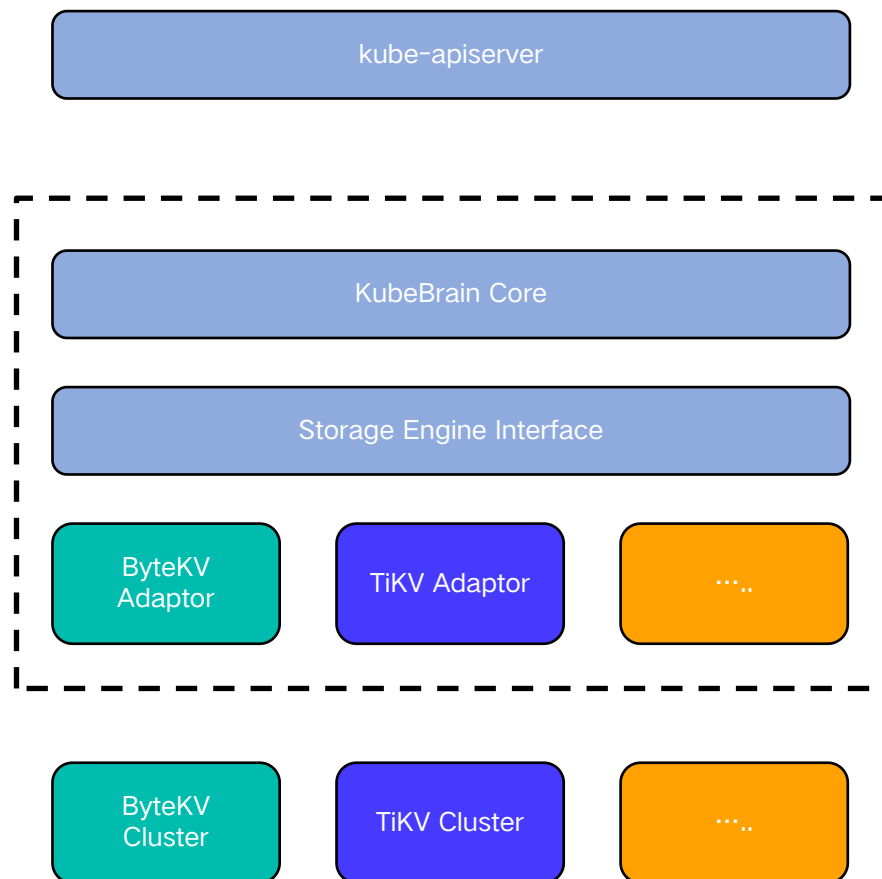 kube-apiserver
KubeBrain Core
Storage Engine Interface
ByteKV
Adaptor
TiKV Adaptor
…..
ByteKV
Cluster
TiKV Cluster
…..